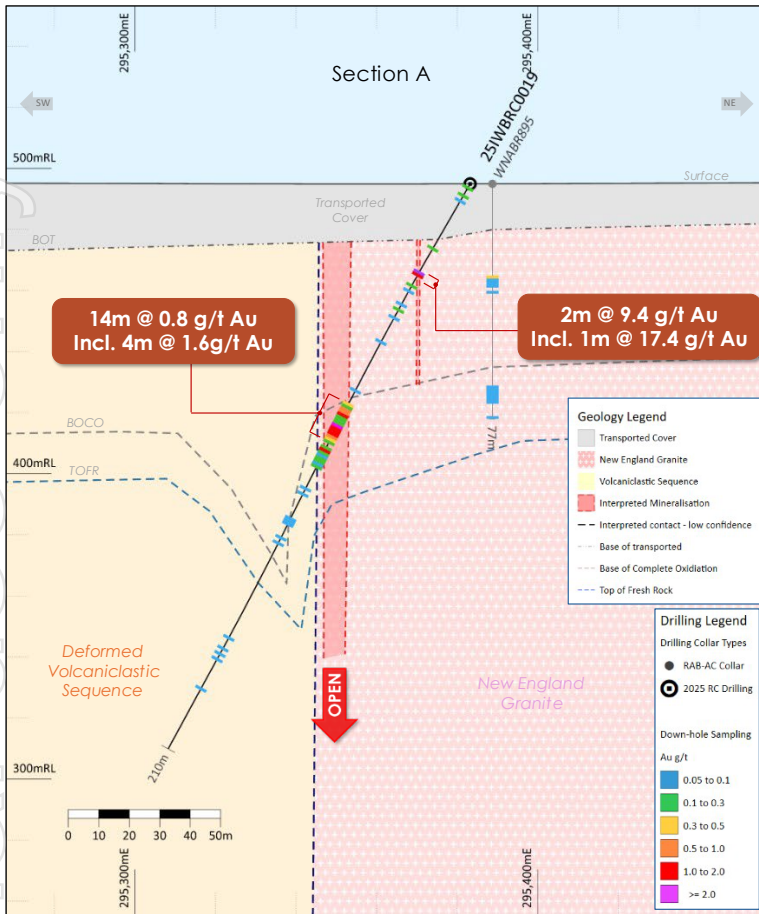 295,300mE
295,400mE
Section A
SW
NE
25IWBRC0019
WNABR895
500mRL
Surface
Transported
Cover
BOT
14m @ 0.8 g/t Au
Incl. 4m @ 1.6g/t Au
2m @ 9.4 g/t Au
Incl. 1m @ 17.4 g/t Au
BOCO
77m
400mRL
TOFR
Geology Legend
Transported Cover
New England Granite
Volcaniclastic Sequence
Interpreted Mineralisation
Interpreted contact - low confidence
Base of transported
Base of Complete Oxidiation
Top of Fresh Rock
Deformed
Volcaniclastic
Sequence
OPEN
New England
Granite
210m
300mRL
0 10 20 30 40 50m
Drilling Legend
Drilling Collar Types
RAB-AC Collar
2025 RC Drilling
Down-hole Sampling
Au g/t
0.05 to 0.1
0.1 to 0.3
0.3 to 0.5
0.5 to 1.0
1.0 to 2.0
>= 2.0
295,300mE
295,400mE